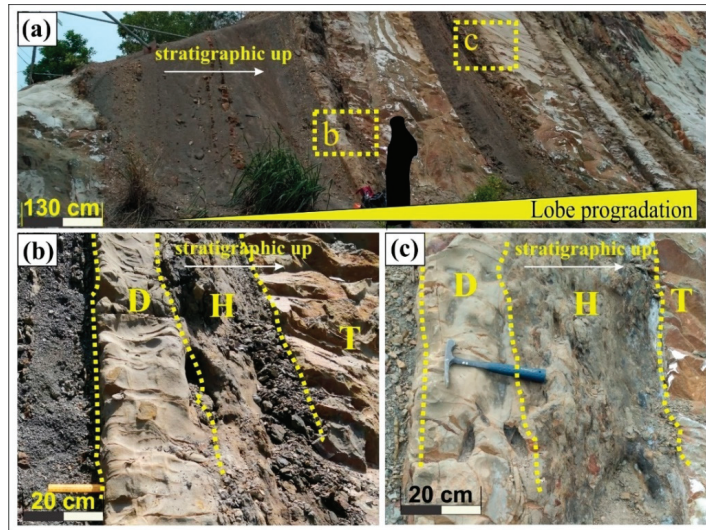 (a)
stratigraphic up
c
b
130 cm
Lobe progradation
(b)
stratigraphic up
D
H
T
20 cm
(c)
stratigraphic up
D
H
T
20 cm